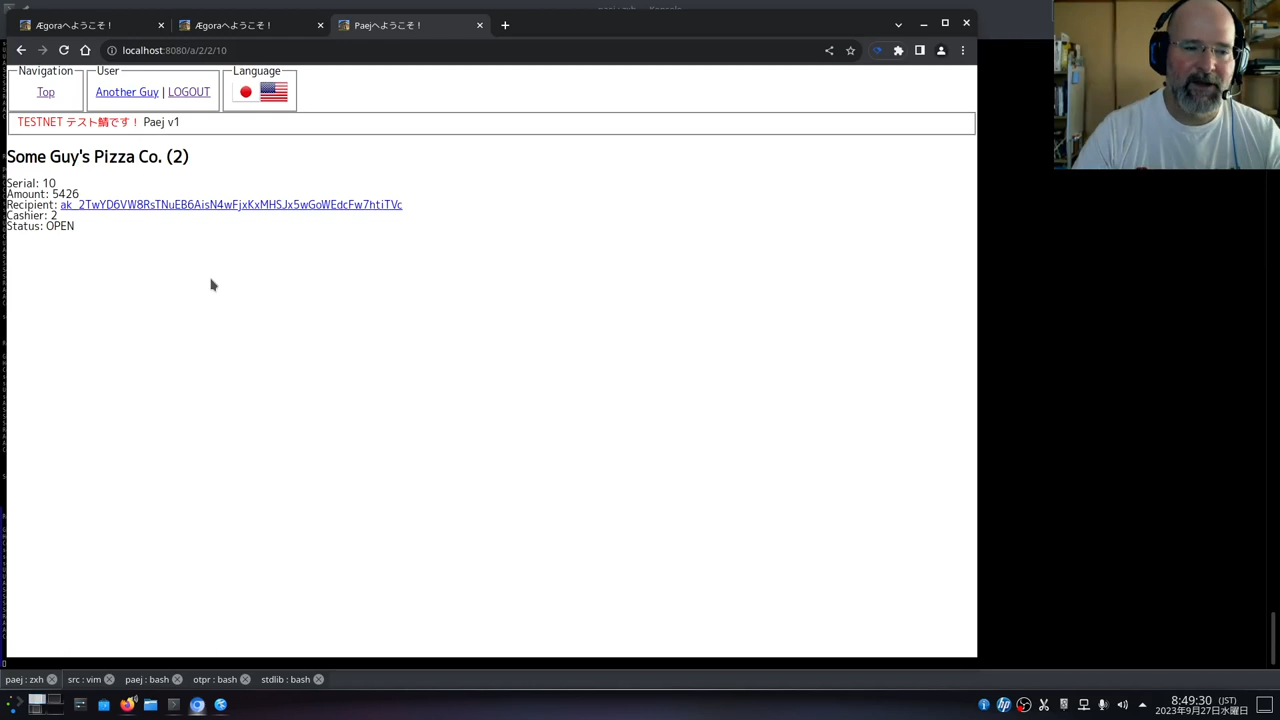 paej : zxh — Konsole
Ægoraへようこそ！
Ægoraへようこそ！
Paejへようこそ！
localhost:8080/a/2/2/10
Navigation
User
Language
Top
Another Guy | LOGOUT
TESTNET テスト鯖です！ Paej v1
Some Guy's Pizza Co. (2)
Serial: 10
Amount: 5426
Recipient: ak_2TwYD6VW8RsTNuEB6AisN4wFjxKxMHSJx5wGoWEdcFw7htiTVc
Cashier: 2
Status: OPEN
paej : zxh
src : vim
paej : bash
otpr : bash
stdlib : bash
8:49:30 (JST)
2023年9月27日水曜日